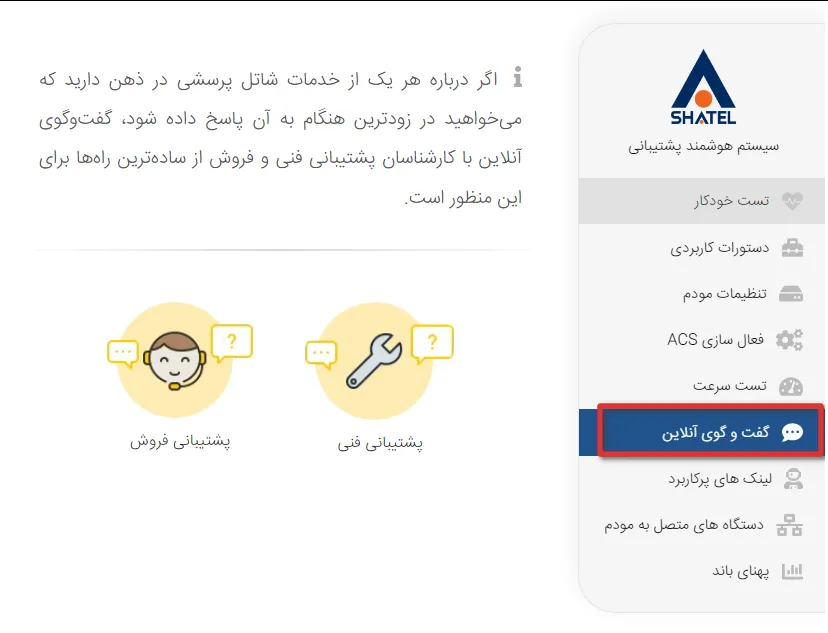 SHATEL
سیستم هوشمند پشتیبانی
تست خودکار
دستورات کاربردی
تنظیمات مودم
فعال سازی ACS
تست سرعت
گفت و گوی آنلاین
لینک های پرکاربرد
دستگاه های متصل به مودم
پهنای باند
اگر درباره هر یک از خدمات شاتل پرسشی در ذهن دارید که
می‌خواهید در زودترین هنگام به آن پاسخ داده شود، گفت‌وگوی
آنلاین با کارشناسان پشتیبانی فنی و فروش از ساده‌ترین راه‌ها برای
این منظور است.
پشتیبانی فنی
پشتیبانی فروش